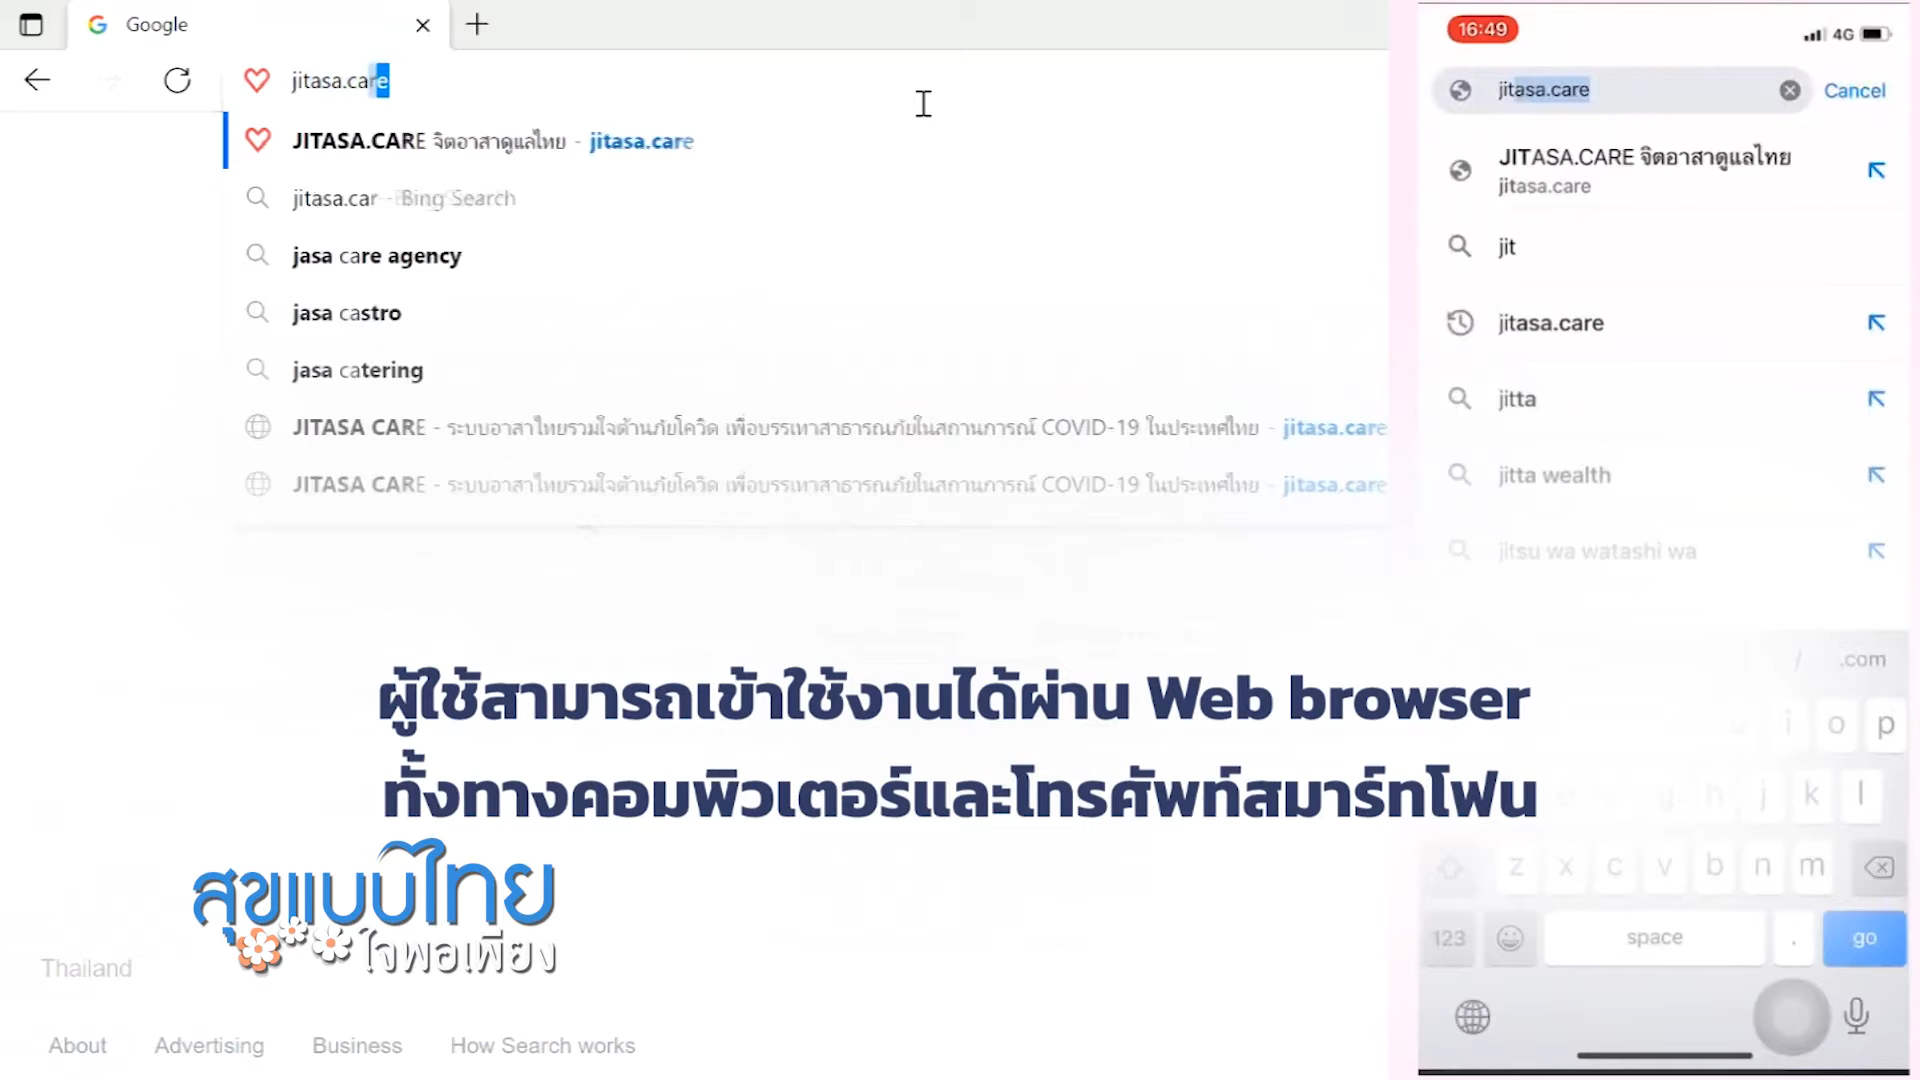 Google
jitasa.care
JITASA.CARE จิตอาสาดูแลไทย - jitasa.care
jitasa.car - Bing Search
jasa care agency
jasa castro
jasa catering
JITASA CARE - ระบบอาสาไทยรวมใจต้านภัยโควิด เพื่อบรรเทาสาธารณภัยในสถานการณ์ COVID-19 ในประเทศไทย - jitasa.care
JITASA CARE - ระบบอาสาไทยรวมใจต้านภัยโควิด เพื่อบรรเทาสาธารณภัยในสถานการณ์ COVID-19 ในประเทศไทย - jitasa.care
16:49
4G
jitasa.care
Cancel
JITASA.CARE จิตอาสาดูแลไทย
jitasa.care
jit
jitasa.care
jitta
jitta wealth
jitsu wa watashi wa
/ .com
i o p
g h j k l
z x c v b n m
123 space . go
ผู้ใช้สามารถเข้าใช้งานได้ผ่าน Web browser
ทั้งทางคอมพิวเตอร์และโทรศัพท์สมาร์ทโฟน
สุขแบบไทย
ใจพอเพียง
Thailand
About Advertising Business How Search works